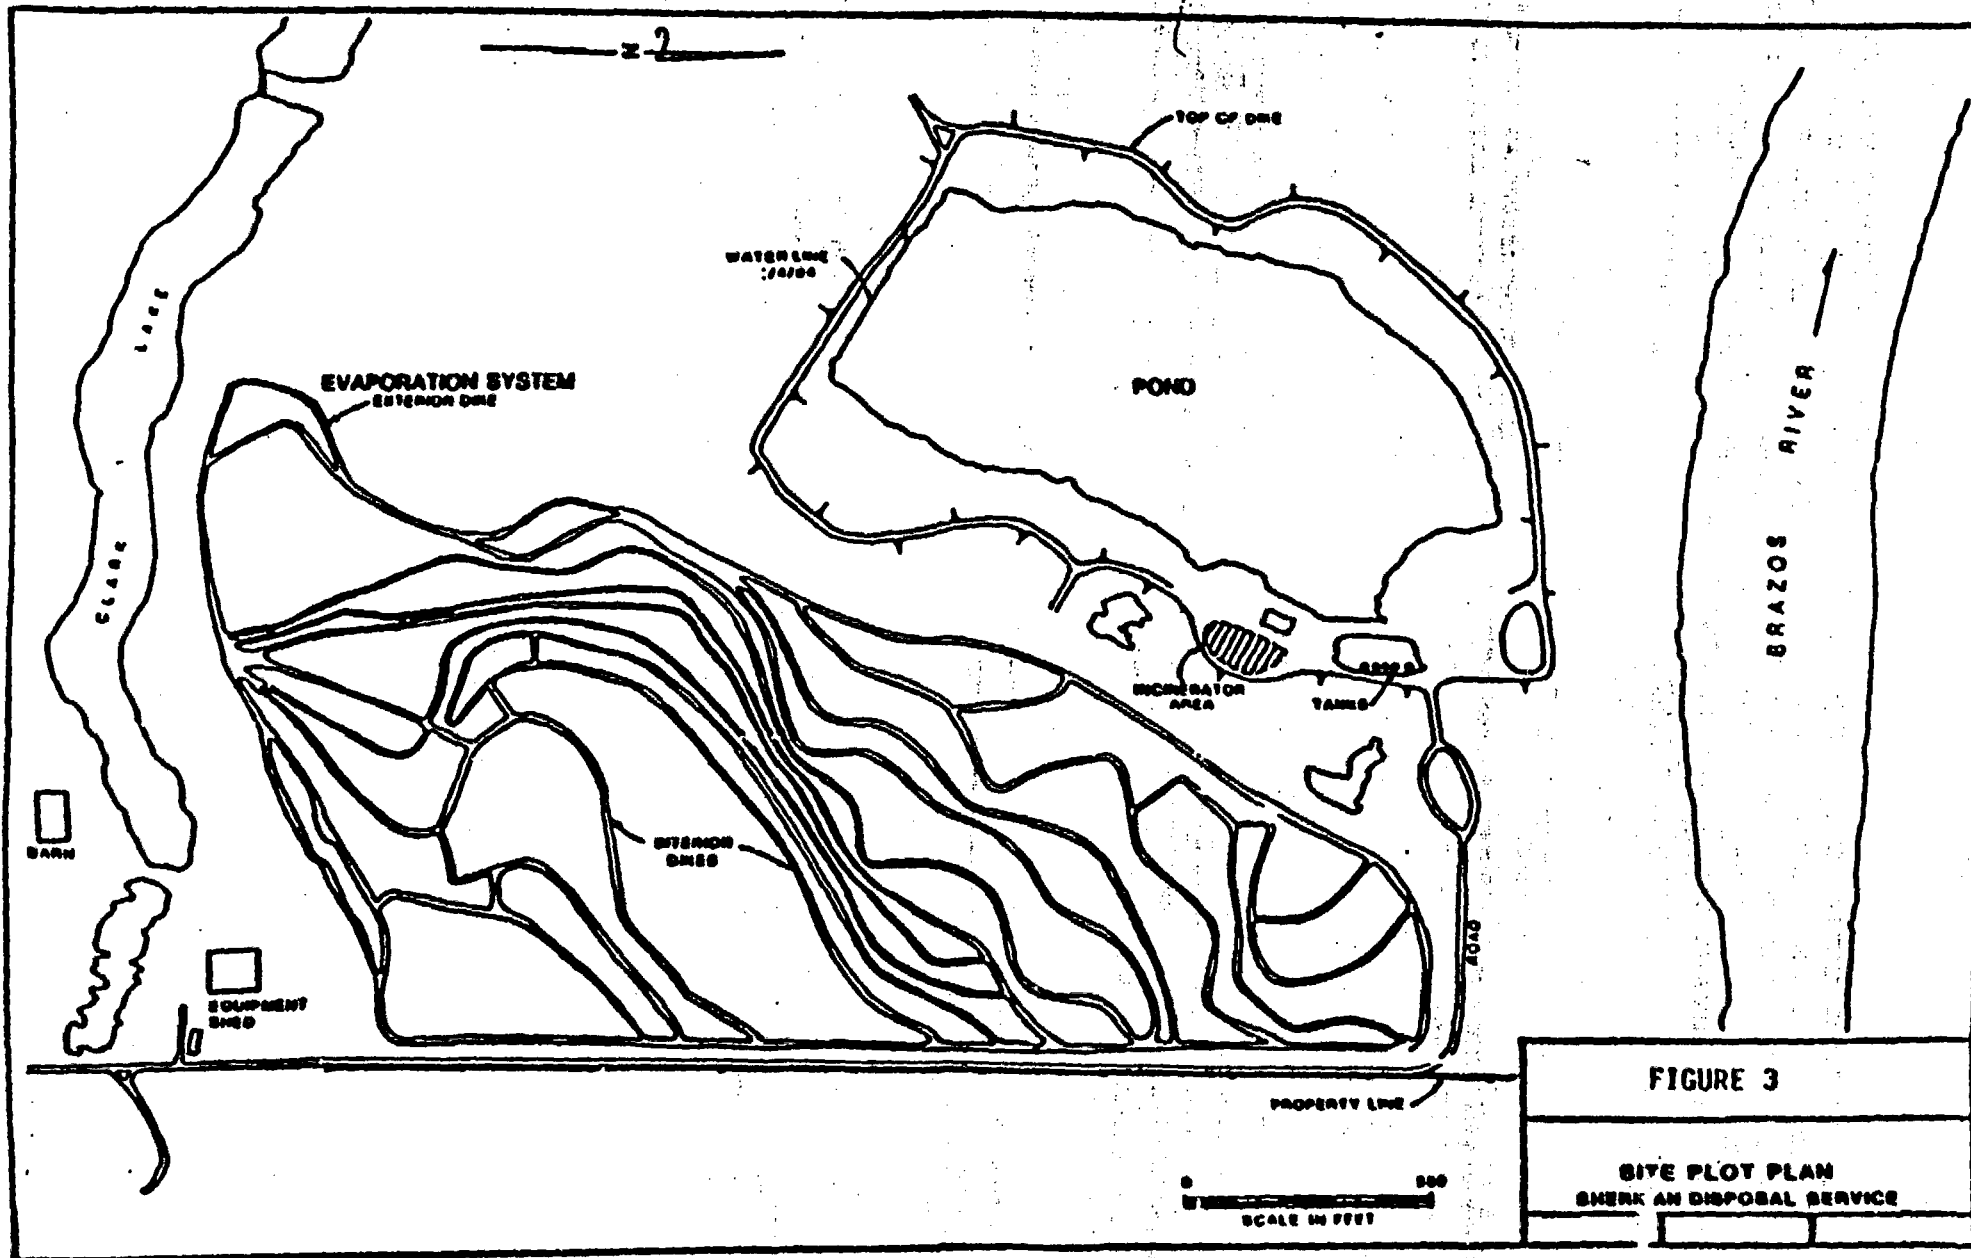 N
TOP OF DIKE
WATER LINE
LAKE
EVAPORATION SYSTEM
EXTERIOR DIKE
POND
RIVER
CLARK
BRAZOS
INCINERATOR
AREA
TANKS
BARN
INTERIOR
DIKES
ROAD
EQUIPMENT
SHED
PROPERTY LINE
FIGURE 3
0
SCALE IN FEET
SITE PLOT PLAN
DISPOSAL SERVICE